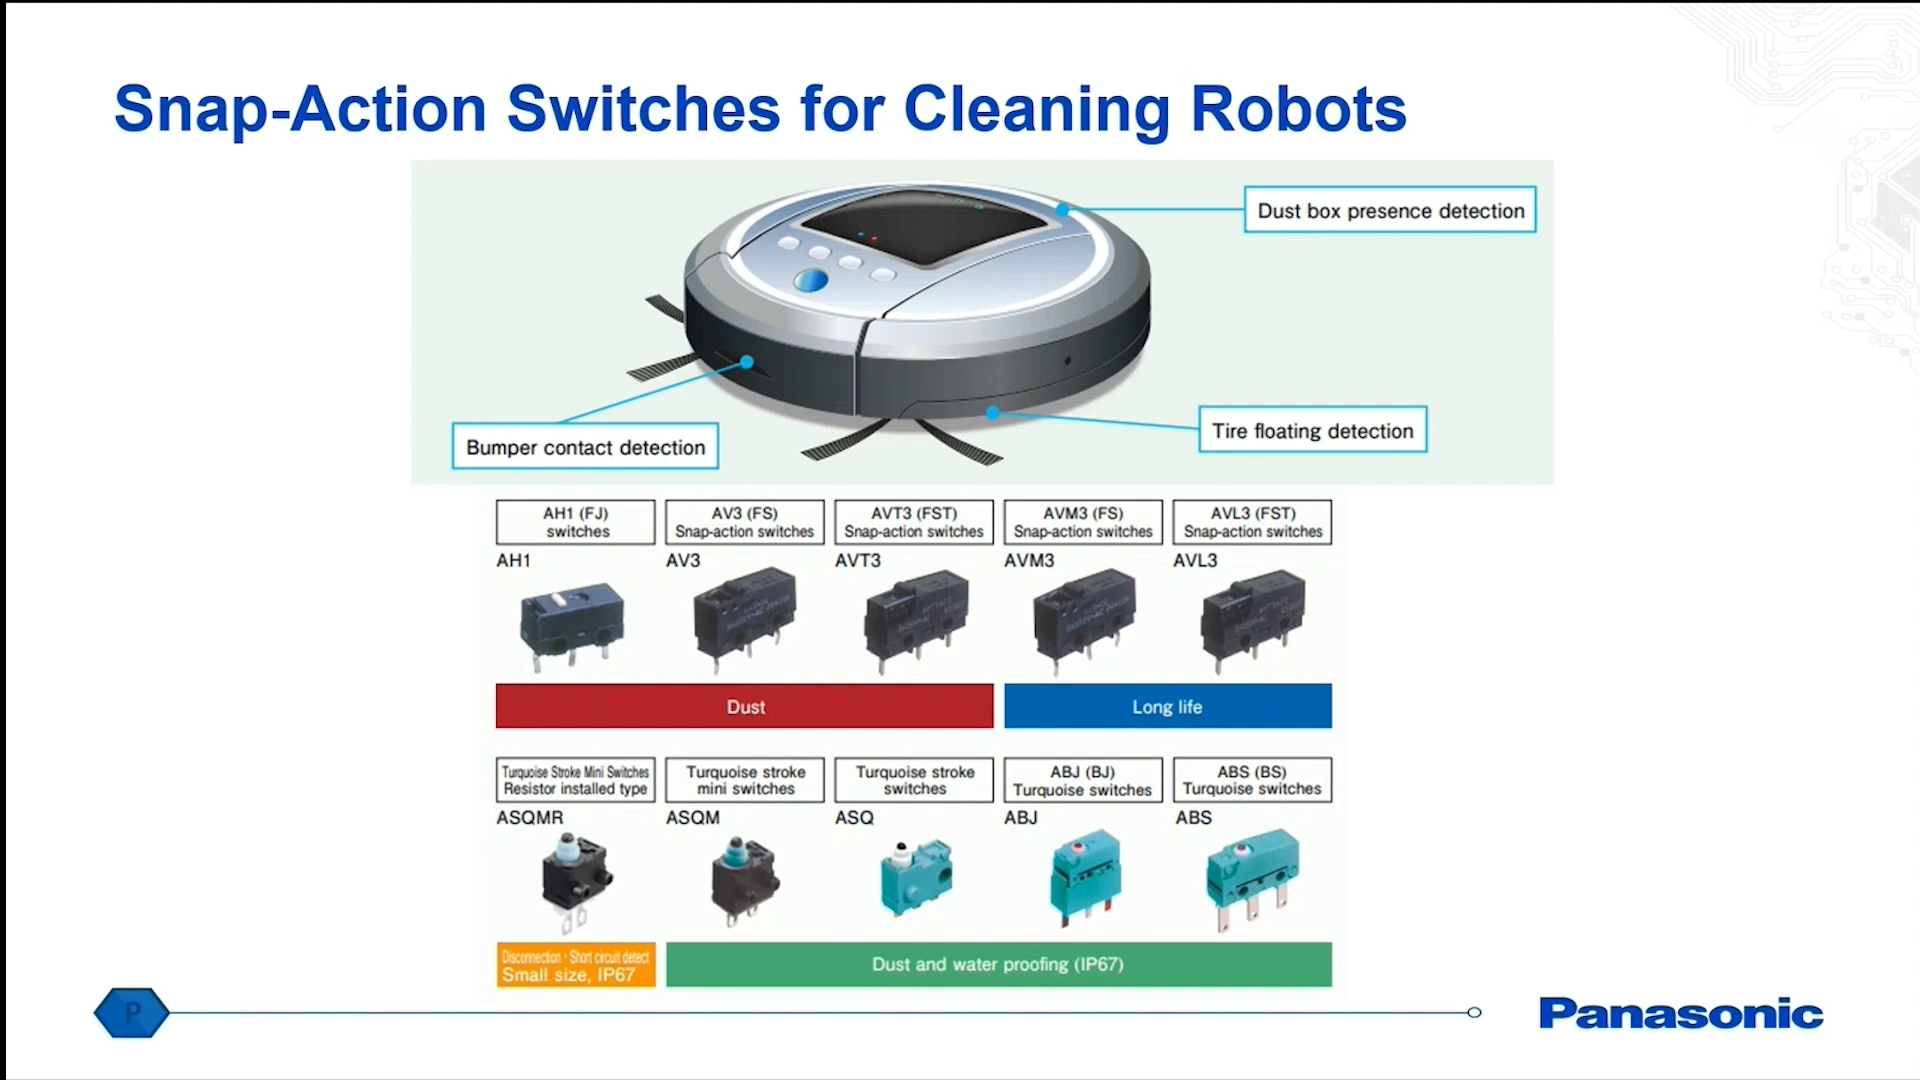 Snap-Action Switches for Cleaning Robots
Dust box presence detection
Bumper contact detection
Tire floating detection
AH1 (FJ)
switches
AV3 (FS)
Snap-action switches
AVT3 (FST)
Snap-action switches
AVM3 (FS)
Snap-action switches
AVL3 (FST)
Snap-action switches
AH1
AV3
AVT3
AVM3
AVL3
Dust
Long life
Turquoise Stroke Mini Switches
Resistor installed type
Turquoise stroke
mini switches
Turquoise stroke
switches
ABJ (BJ)
Turquoise switches
ABS (BS)
Turquoise switches
ASQMR
ASQM
ASQ
ABJ
ABS
Disconnection · Short circuit detect
Small size, IP67
Dust and water proofing (IP67)
P
Panasonic